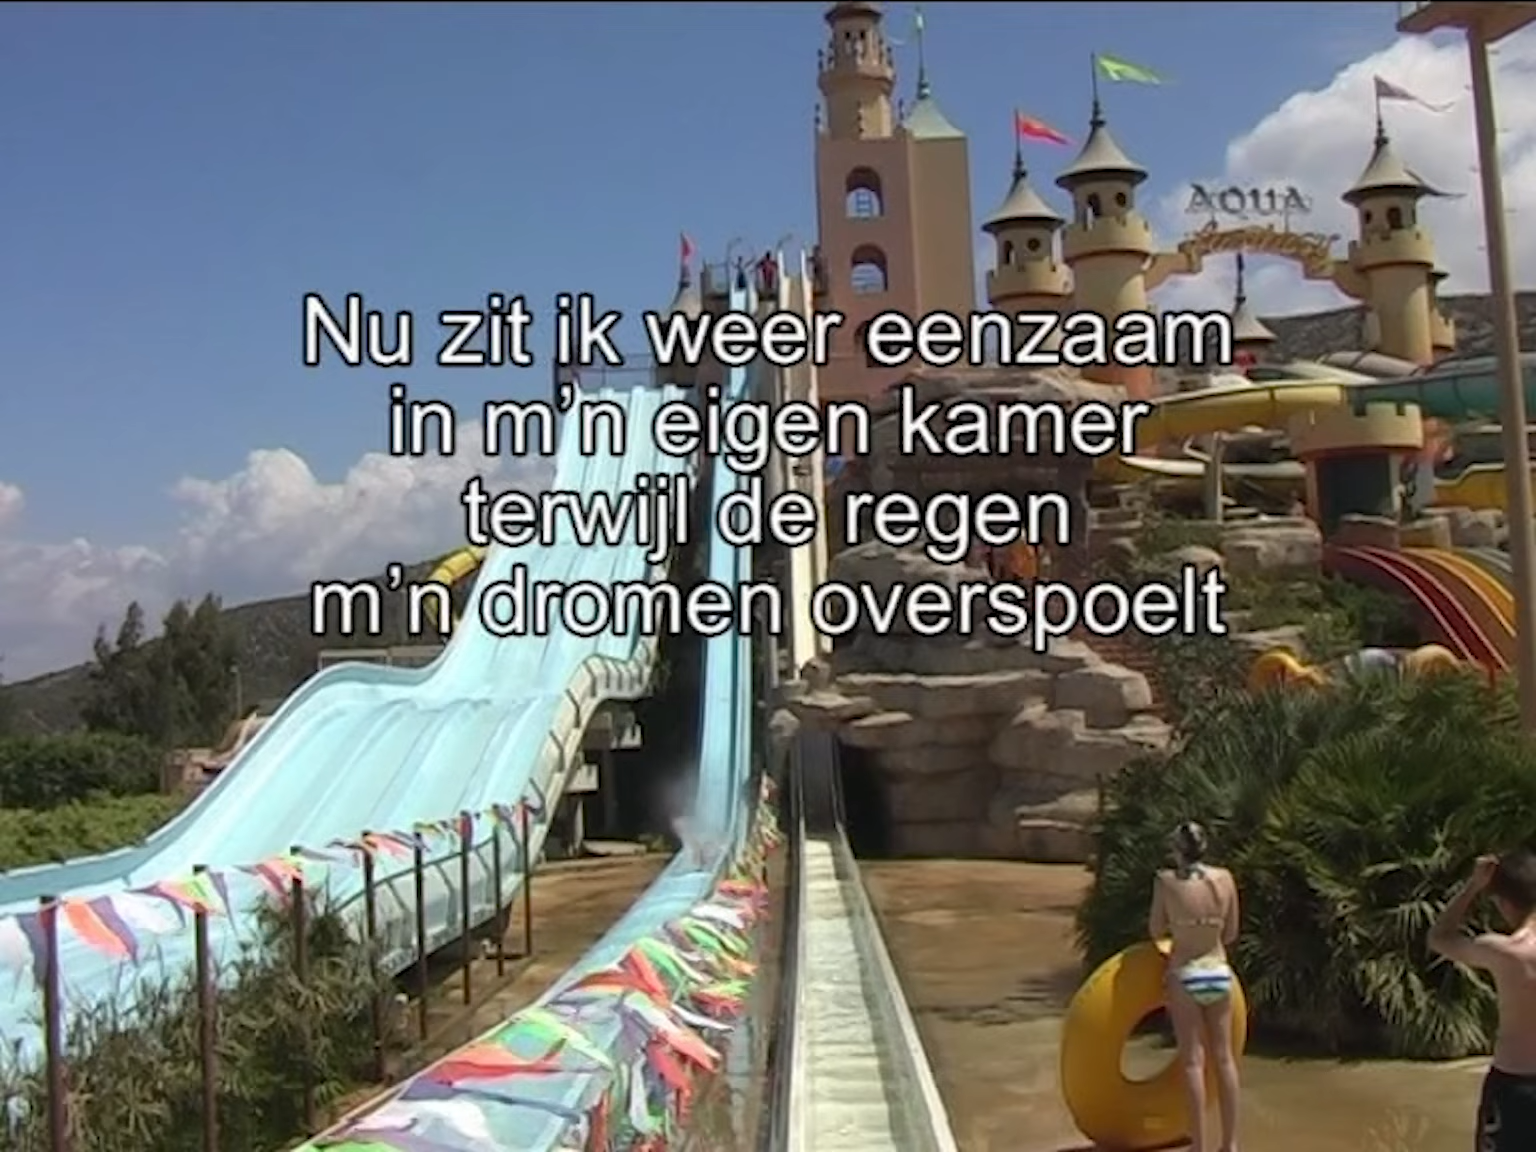 AQUA
Nu zit ik weer eenzaam
in m'n eigen kamer
terwijl de regen
m'n dromen overspoelt